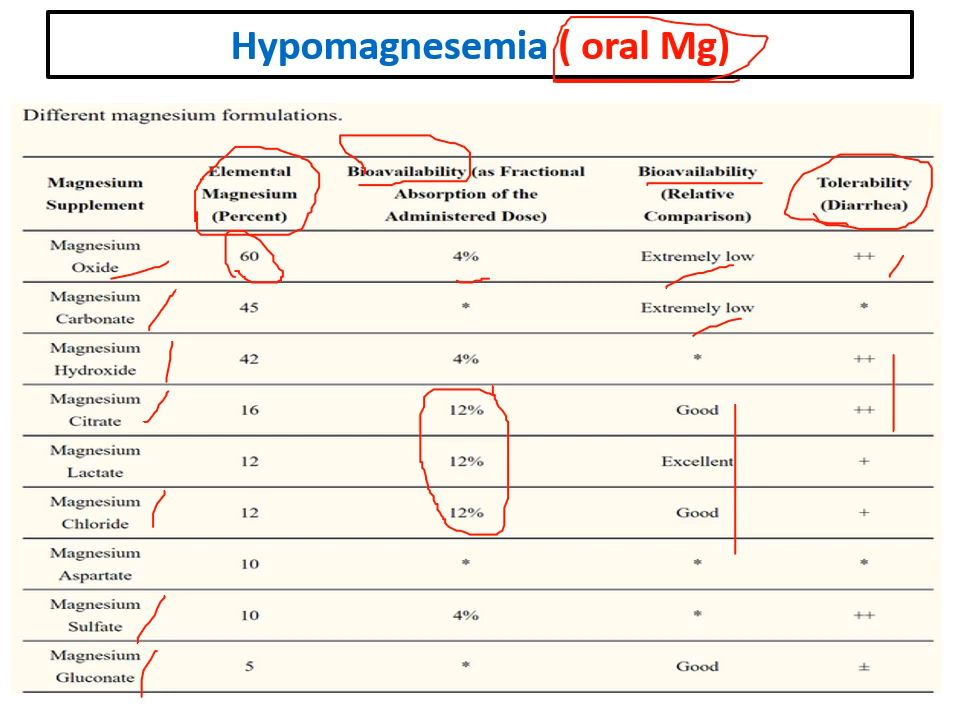 Hypomagnesemia ( oral Mg)
Different magnesium formulations.
Magnesium Supplement | Elemental Magnesium (Percent) | Bioavailability (as Fractional Absorption of the Administered Dose) | Bioavailability (Relative Comparison) | Tolerability (Diarrhea)
Magnesium Oxide | 60 | 4% | Extremely low | ++
Magnesium Carbonate | 45 | * | Extremely low | *
Magnesium Hydroxide | 42 | 4% | * | ++
Magnesium Citrate | 16 | 12% | Good | ++
Magnesium Lactate | 12 | 12% | Excellent | +
Magnesium Chloride | 12 | 12% | Good | +
Magnesium Aspartate | 10 | * | * | *
Magnesium Sulfate | 10 | 4% | * | ++
Magnesium Gluconate | 5 | * | Good | ±